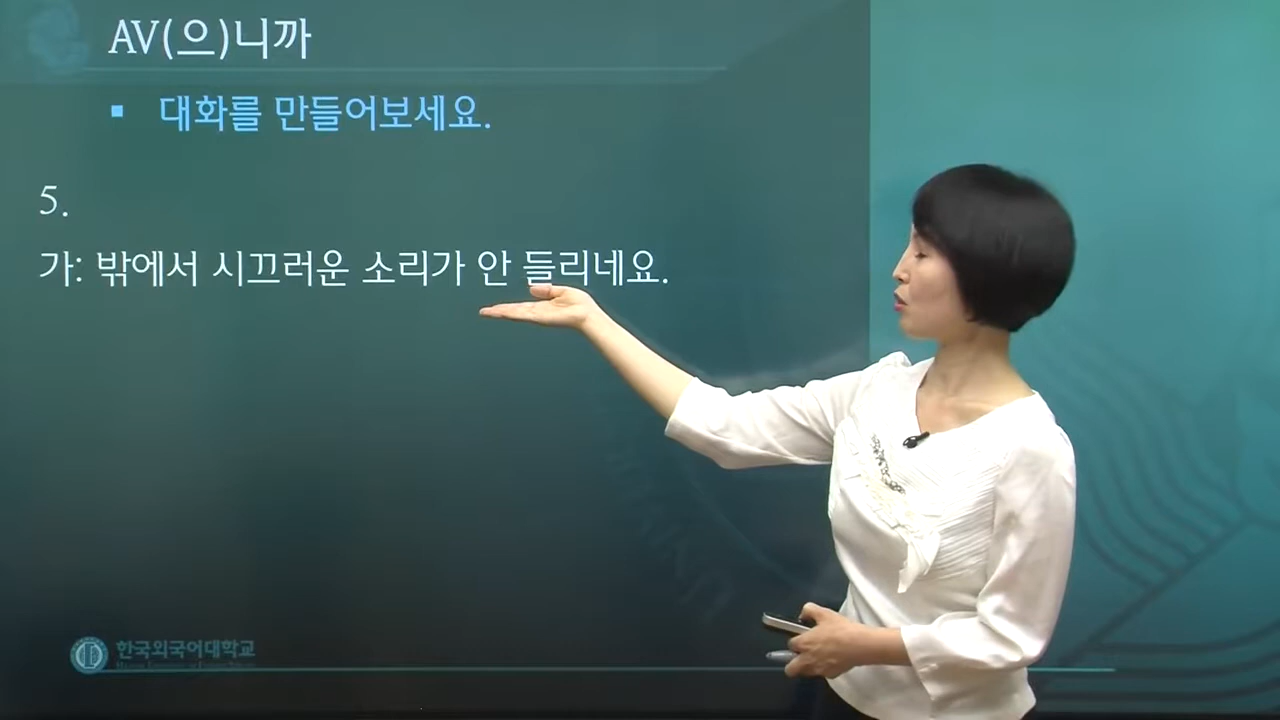 AV(으)니까
▪ 대화를 만들어보세요.
5.
가: 밖에서 시끄러운 소리가 안 들리네요.
한국외국어대학교